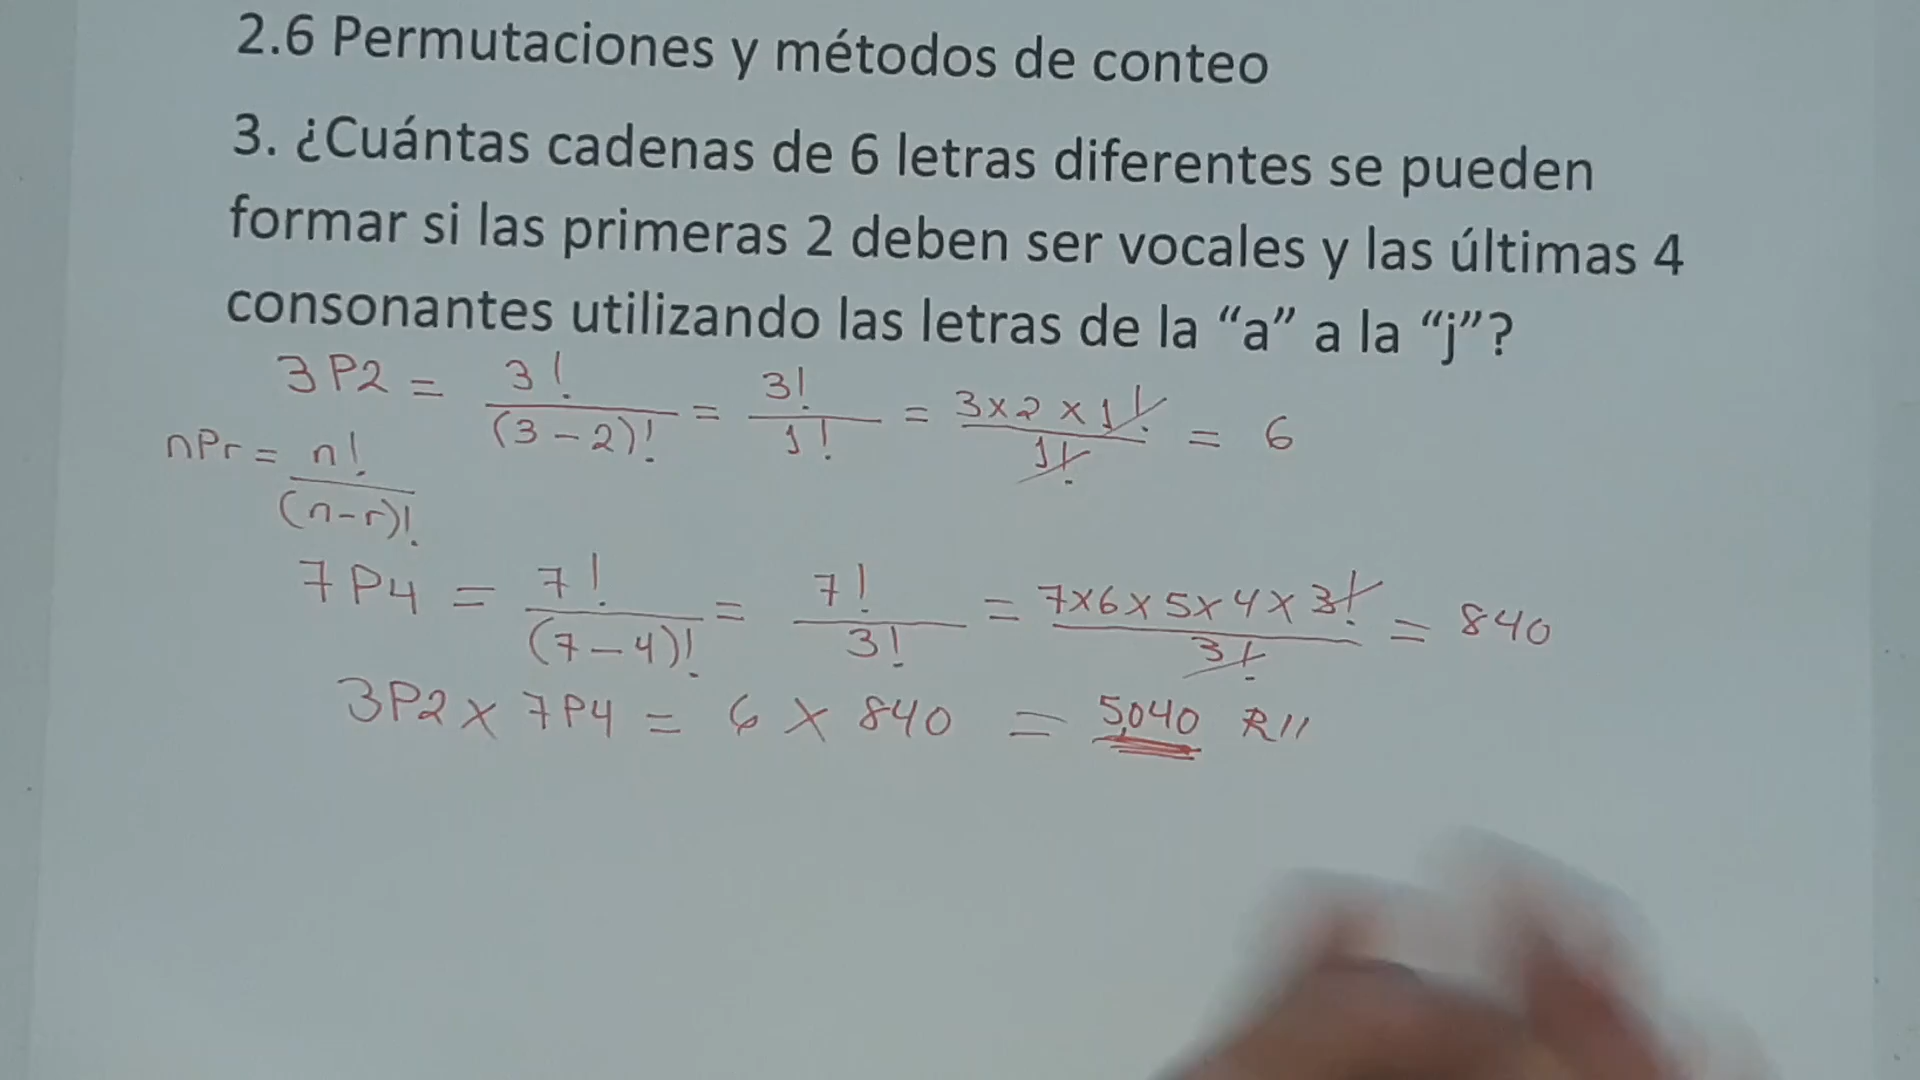 2.6 Permutaciones y métodos de conteo
3. ¿Cuántas cadenas de 6 letras diferentes se pueden
formar si las primeras 2 deben ser vocales y las últimas 4
consonantes utilizando las letras de la “a” a la “j”?
3P2 = 3! / (3-2)! = 3! / 1! = 3x2x1! / 1! = 6
nPr = n! / (n-r)!
7P4 = 7! / (7-4)! = 7! / 3! = 7x6x5x4x3! / 3! = 840
3P2 x 7P4 = 6 x 840 = 5,040 R//